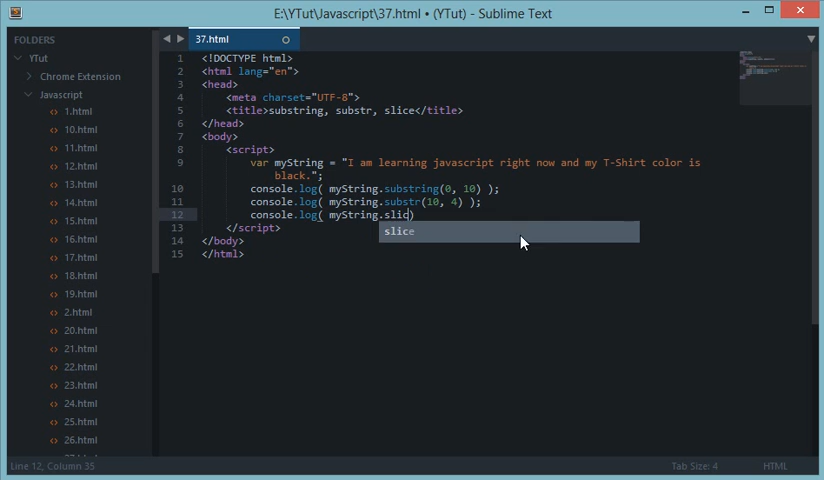 E:\YTut\Javascript\37.html • (YTut) - Sublime Text
FOLDERS
YTut
Chrome Extension
Javascript
1.html
10.html
11.html
12.html
13.html
14.html
15.html
16.html
17.html
18.html
19.html
2.html
20.html
21.html
22.html
23.html
24.html
25.html
26.html
37.html
1 <!DOCTYPE html>
2 <html lang="en">
3 <head>
4 <meta charset="UTF-8">
5 <title>substring, substr, slice</title>
6 </head>
7 <body>
8 <script>
9 var myString = "I am learning javascript right now and my T-Shirt color is
black.";
10 console.log( myString.substring(0, 10) );
11 console.log( myString.substr(10, 4) );
12 console.log( myString.slic)
13 </script>
14 </body>
15 </html>
slice
Line 12, Column 35
Tab Size: 4
HTML